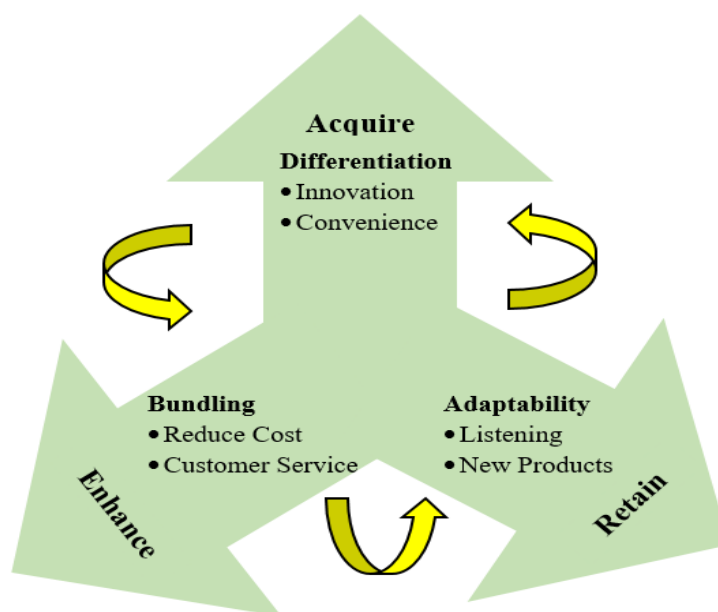 Acquire
Differentiation
• Innovation
• Convenience
Bundling
• Reduce Cost
• Customer Service
Enhance
Adaptability
• Listening
• New Products
Retain